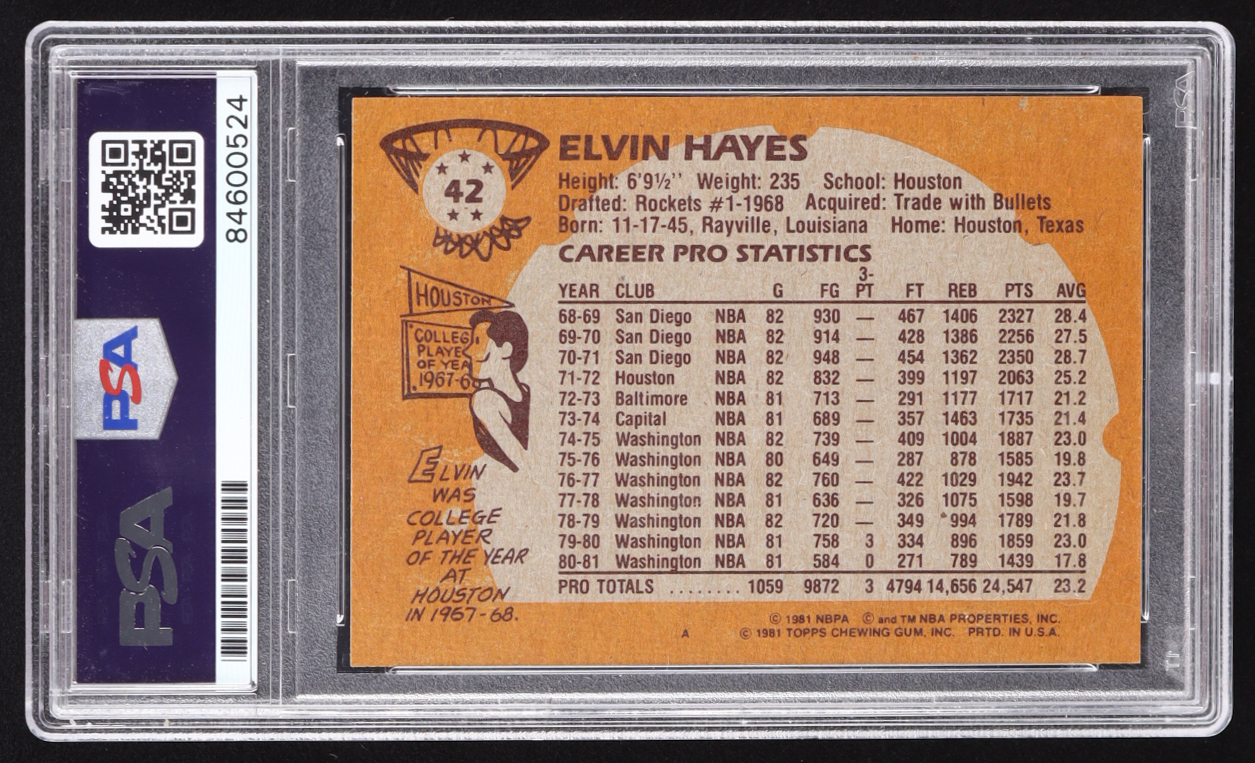 84600524
PSA
PSA
ELVIN HAYES
42
Height: 6'9½'' Weight: 235 School: Houston
Drafted: Rockets #1-1968 Acquired: Trade with Bullets
Born: 11-17-45, Rayville, Louisiana Home: Houston, Texas
CAREER PRO STATISTICS
YEAR CLUB G FG 3-PT FT REB PTS AVG
68-69 San Diego NBA 82 930 — 467 1406 2327 28.4
69-70 San Diego NBA 82 914 — 428 1386 2256 27.5
70-71 San Diego NBA 82 948 — 454 1362 2350 28.7
71-72 Houston NBA 82 832 — 399 1197 2063 25.2
72-73 Baltimore NBA 81 713 — 291 1177 1717 21.2
73-74 Capital NBA 81 689 — 357 1463 1735 21.4
74-75 Washington NBA 82 739 — 409 1004 1887 23.0
75-76 Washington NBA 80 649 — 287 878 1585 19.8
76-77 Washington NBA 82 760 — 422 1029 1942 23.7
77-78 Washington NBA 81 636 — 326 1075 1598 19.7
78-79 Washington NBA 82 720 — 349 994 1789 21.8
79-80 Washington NBA 81 758 3 334 896 1859 23.0
80-81 Washington NBA 81 584 0 271 789 1439 17.8
PRO TOTALS ........ 1059 9872 3 4794 14,656 24,547 23.2
HOUSTON
COLLEG
PLAYE
OF YEA
1967-6
ELVIN
WAS
COLLEGE
PLAYER
OF THE YEAR
AT
HOUSTON
IN 1967-68.
© 1981 NBPA © and TM NBA PROPERTIES, INC.
A © 1981 TOPPS CHEWING GUM, INC. PRTD. IN U.S.A.
PSA